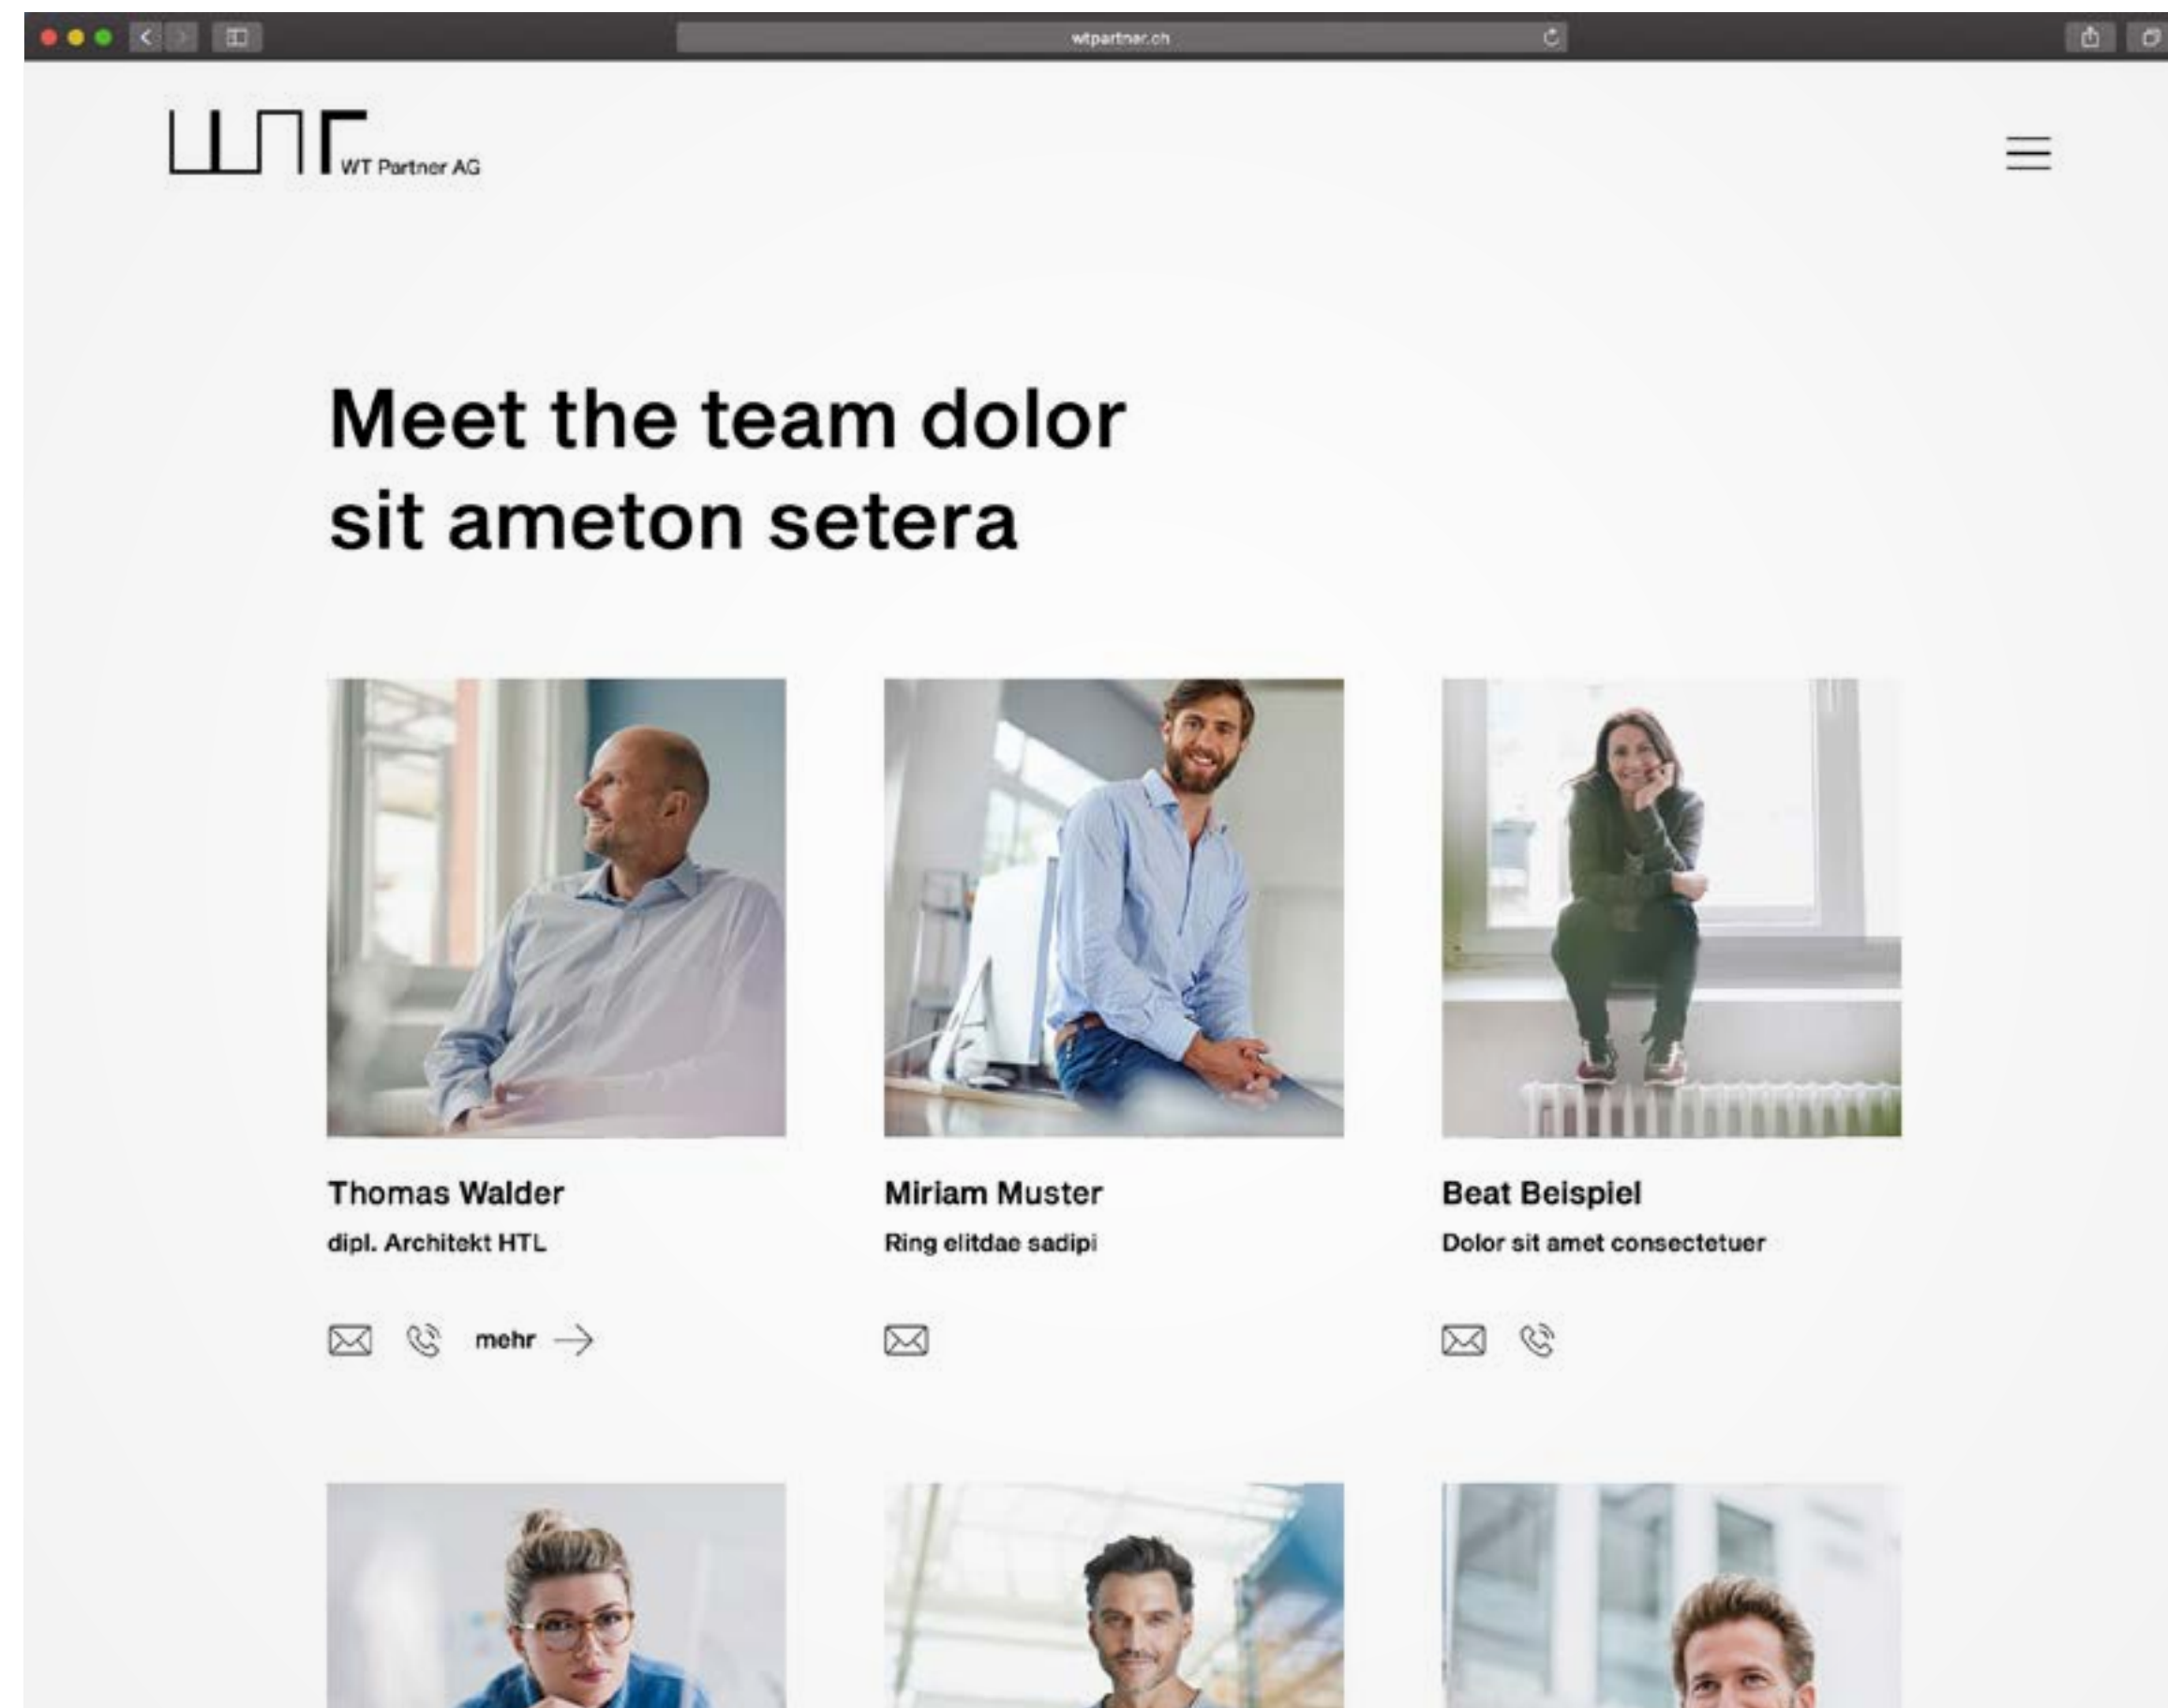 wtpartner.ch
WT Partner AG
Meet the team dolor
sit ameton setera
Thomas Walder
dipl. Architekt HTL
mehr
Miriam Muster
Ring elitdae sadipi
Beat Beispiel
Dolor sit amet consectetuer